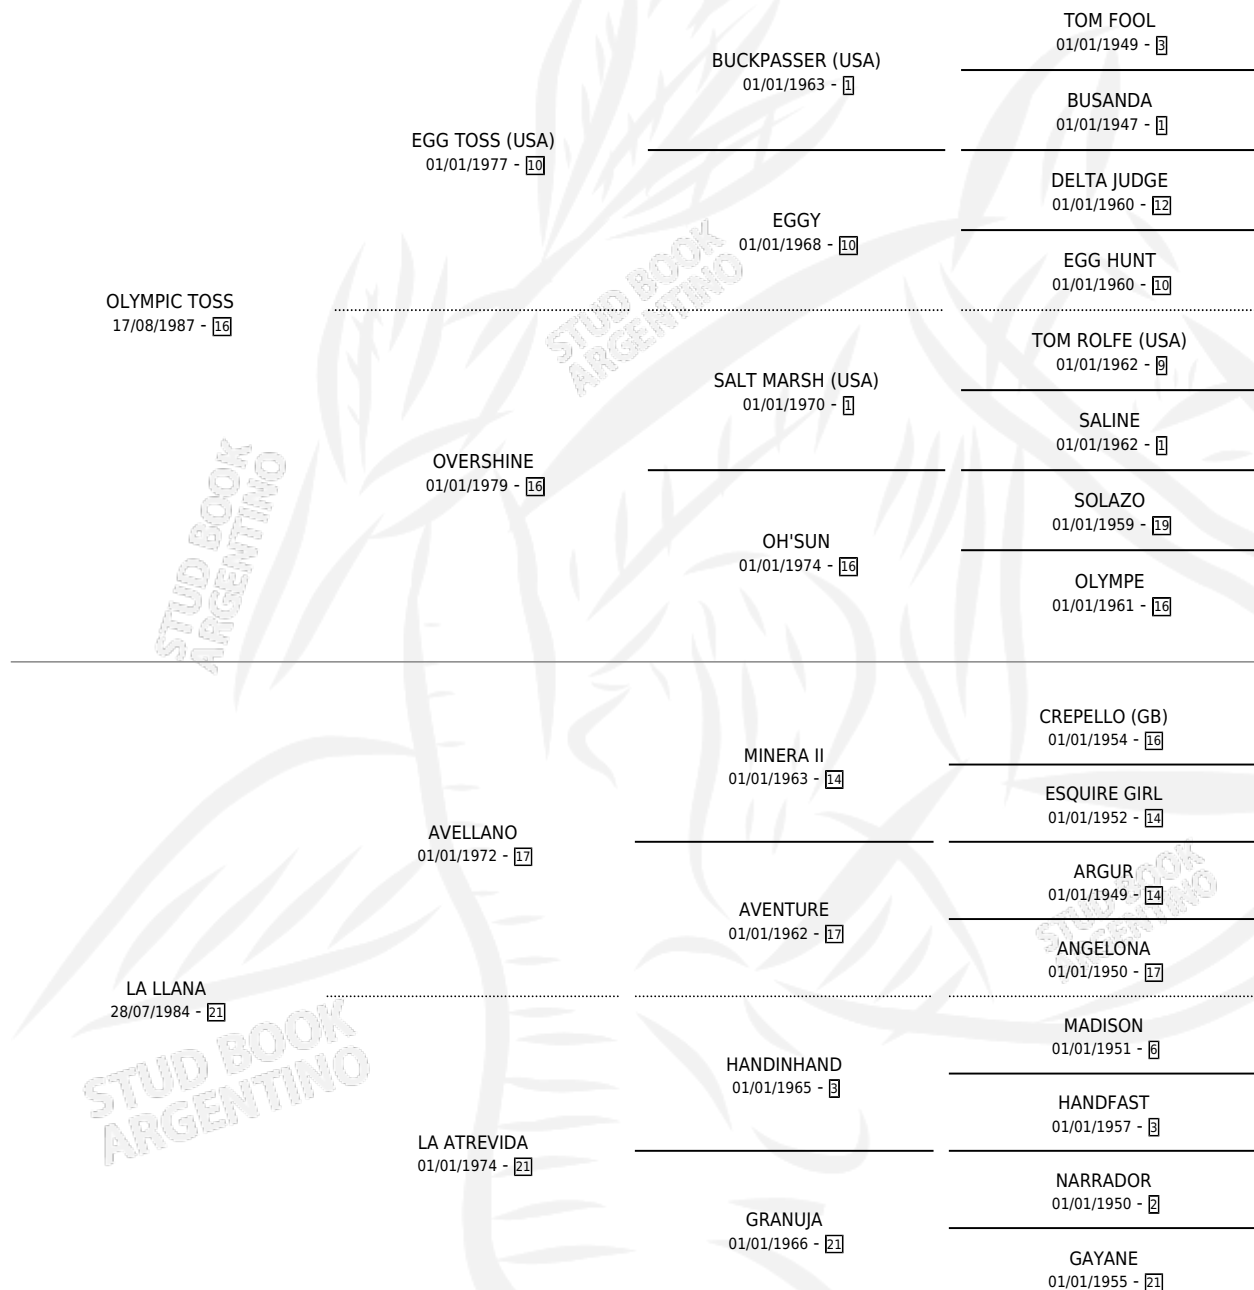 TOM FOOL
01/01/1949 - 3
BUCKPASSER (USA)
01/01/1963 - 1
BUSANDA
01/01/1947 - 1
EGG TOSS (USA)
01/01/1977 - 10
DELTA JUDGE
01/01/1960 - 12
EGGY
01/01/1968 - 10
EGG HUNT
01/01/1960 - 10
OLYMPIC TOSS
17/08/1987 - 16
TOM ROLFE (USA)
01/01/1962 - 9
SALT MARSH (USA)
01/01/1970 - 1
SALINE
01/01/1962 - 1
OVERSHINE
01/01/1979 - 16
SOLAZO
01/01/1959 - 19
OH'SUN
01/01/1974 - 16
OLYMPE
01/01/1961 - 16
CREPELLO (GB)
01/01/1954 - 16
MINERA II
01/01/1963 - 14
ESQUIRE GIRL
01/01/1952 - 14
AVELLANO
01/01/1972 - 17
ARGUR
01/01/1949 - 14
AVENTURE
01/01/1962 - 17
ANGELONA
01/01/1950 - 17
LA LLANA
28/07/1984 - 21
MADISON
01/01/1951 - 6
HANDINHAND
01/01/1965 - 3
HANDFAST
01/01/1957 - 3
LA ATREVIDA
01/01/1974 - 21
NARRADOR
01/01/1950 - 2
GRANUJA
01/01/1966 - 21
GAYANE
01/01/1955 - 21
STUD BOOK
ARGENTINO
STUD BOOK
ARGENTINO
STUD BOOK
ARGENTINO
STUD BOOK
ARGENTINO